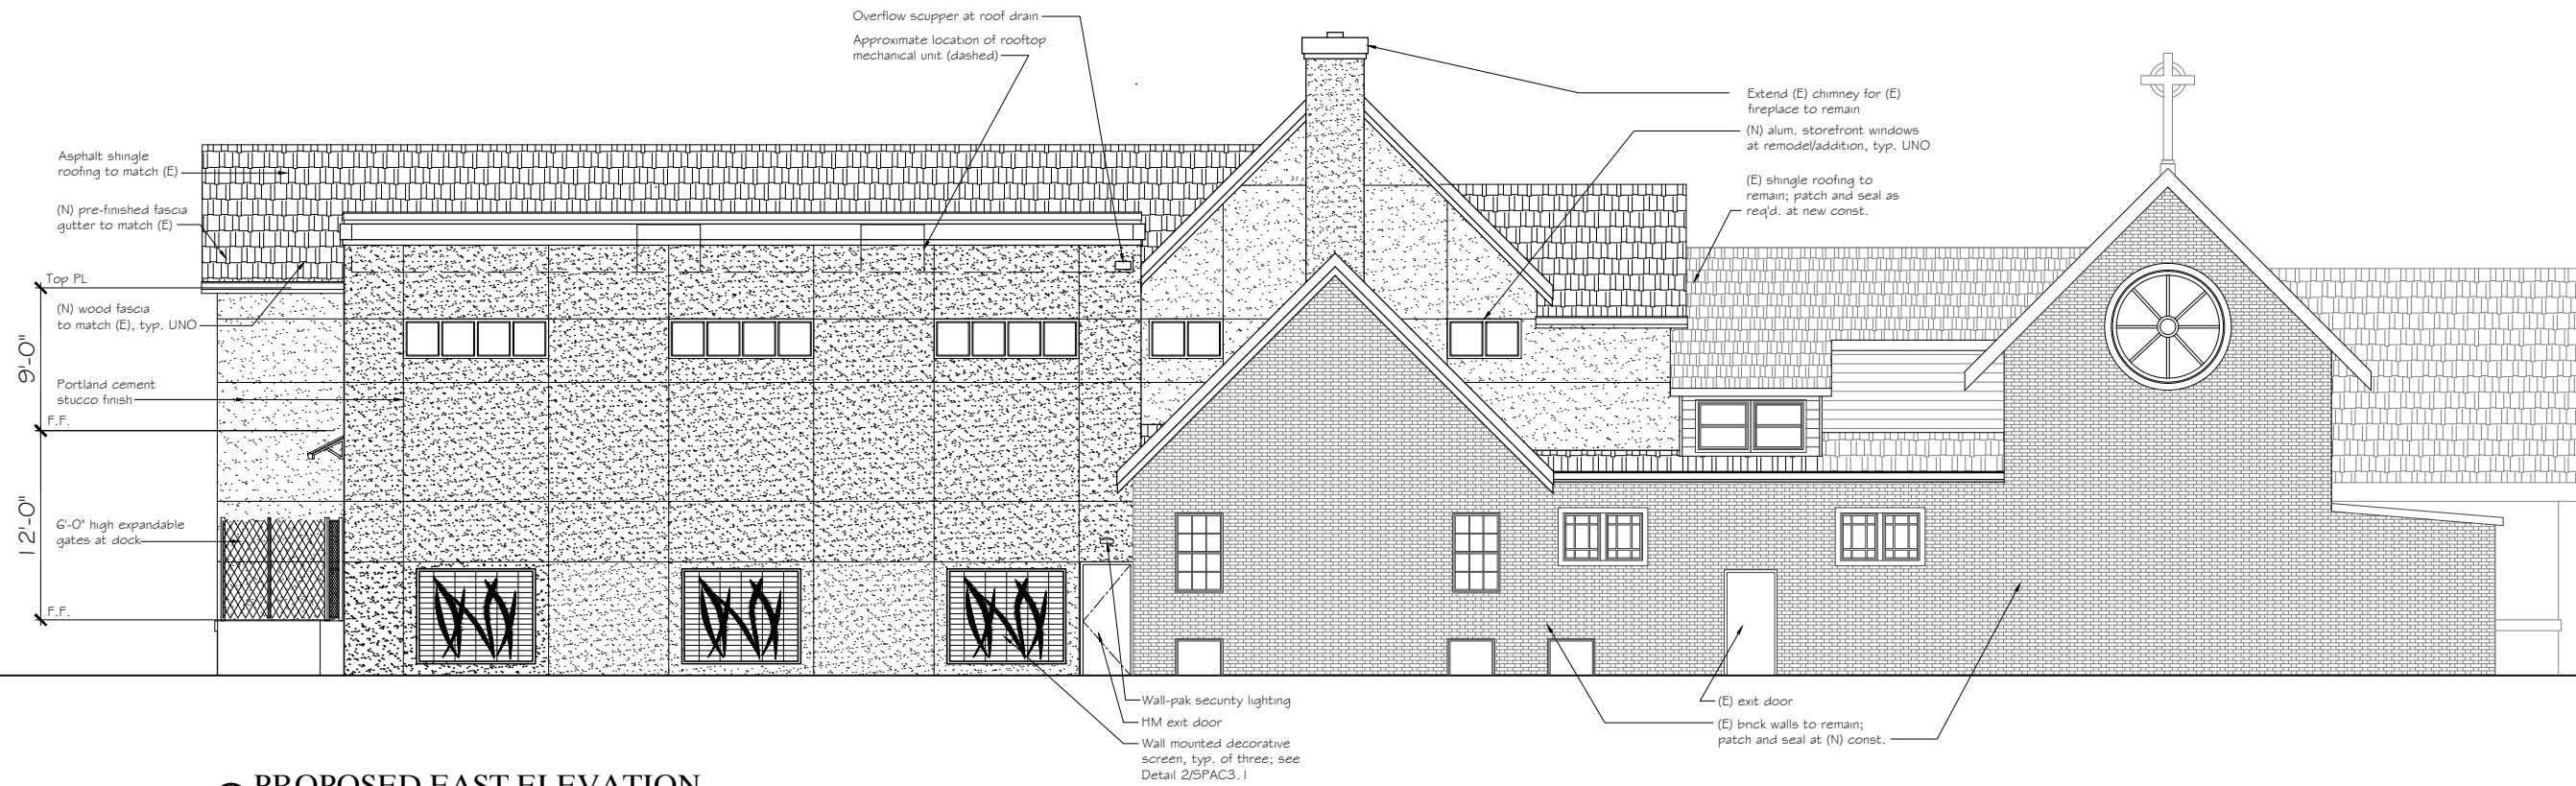 Overflow scupper at roof drain
Approximate location of rooftop
mechanical unit (dashed)
Extend (E) chimney for (E)
fireplace to remain
(N) alum. storefront windows
at remodel/addition, typ. UNO
(E) shingle roofing to
remain; patch and seal as
req'd. at new const.
Asphalt shingle
roofing to match (E)
(N) pre-finished fascia
gutter to match (E)
Top PL
(N) wood fascia
to match (E), typ. UNO
9'-0"
Portland cement
stucco finish
F.F.
12'-0"
6'-0" high expandable
gates at dock
F.F.
Wall-pak security lighting
HM exit door
Wall mounted decorative
screen, typ. of three; see
Detail 2/SPAC3.1
(E) exit door
(E) brick walls to remain;
patch and seal at (N) const.
PROPOSED EAST ELEVATION